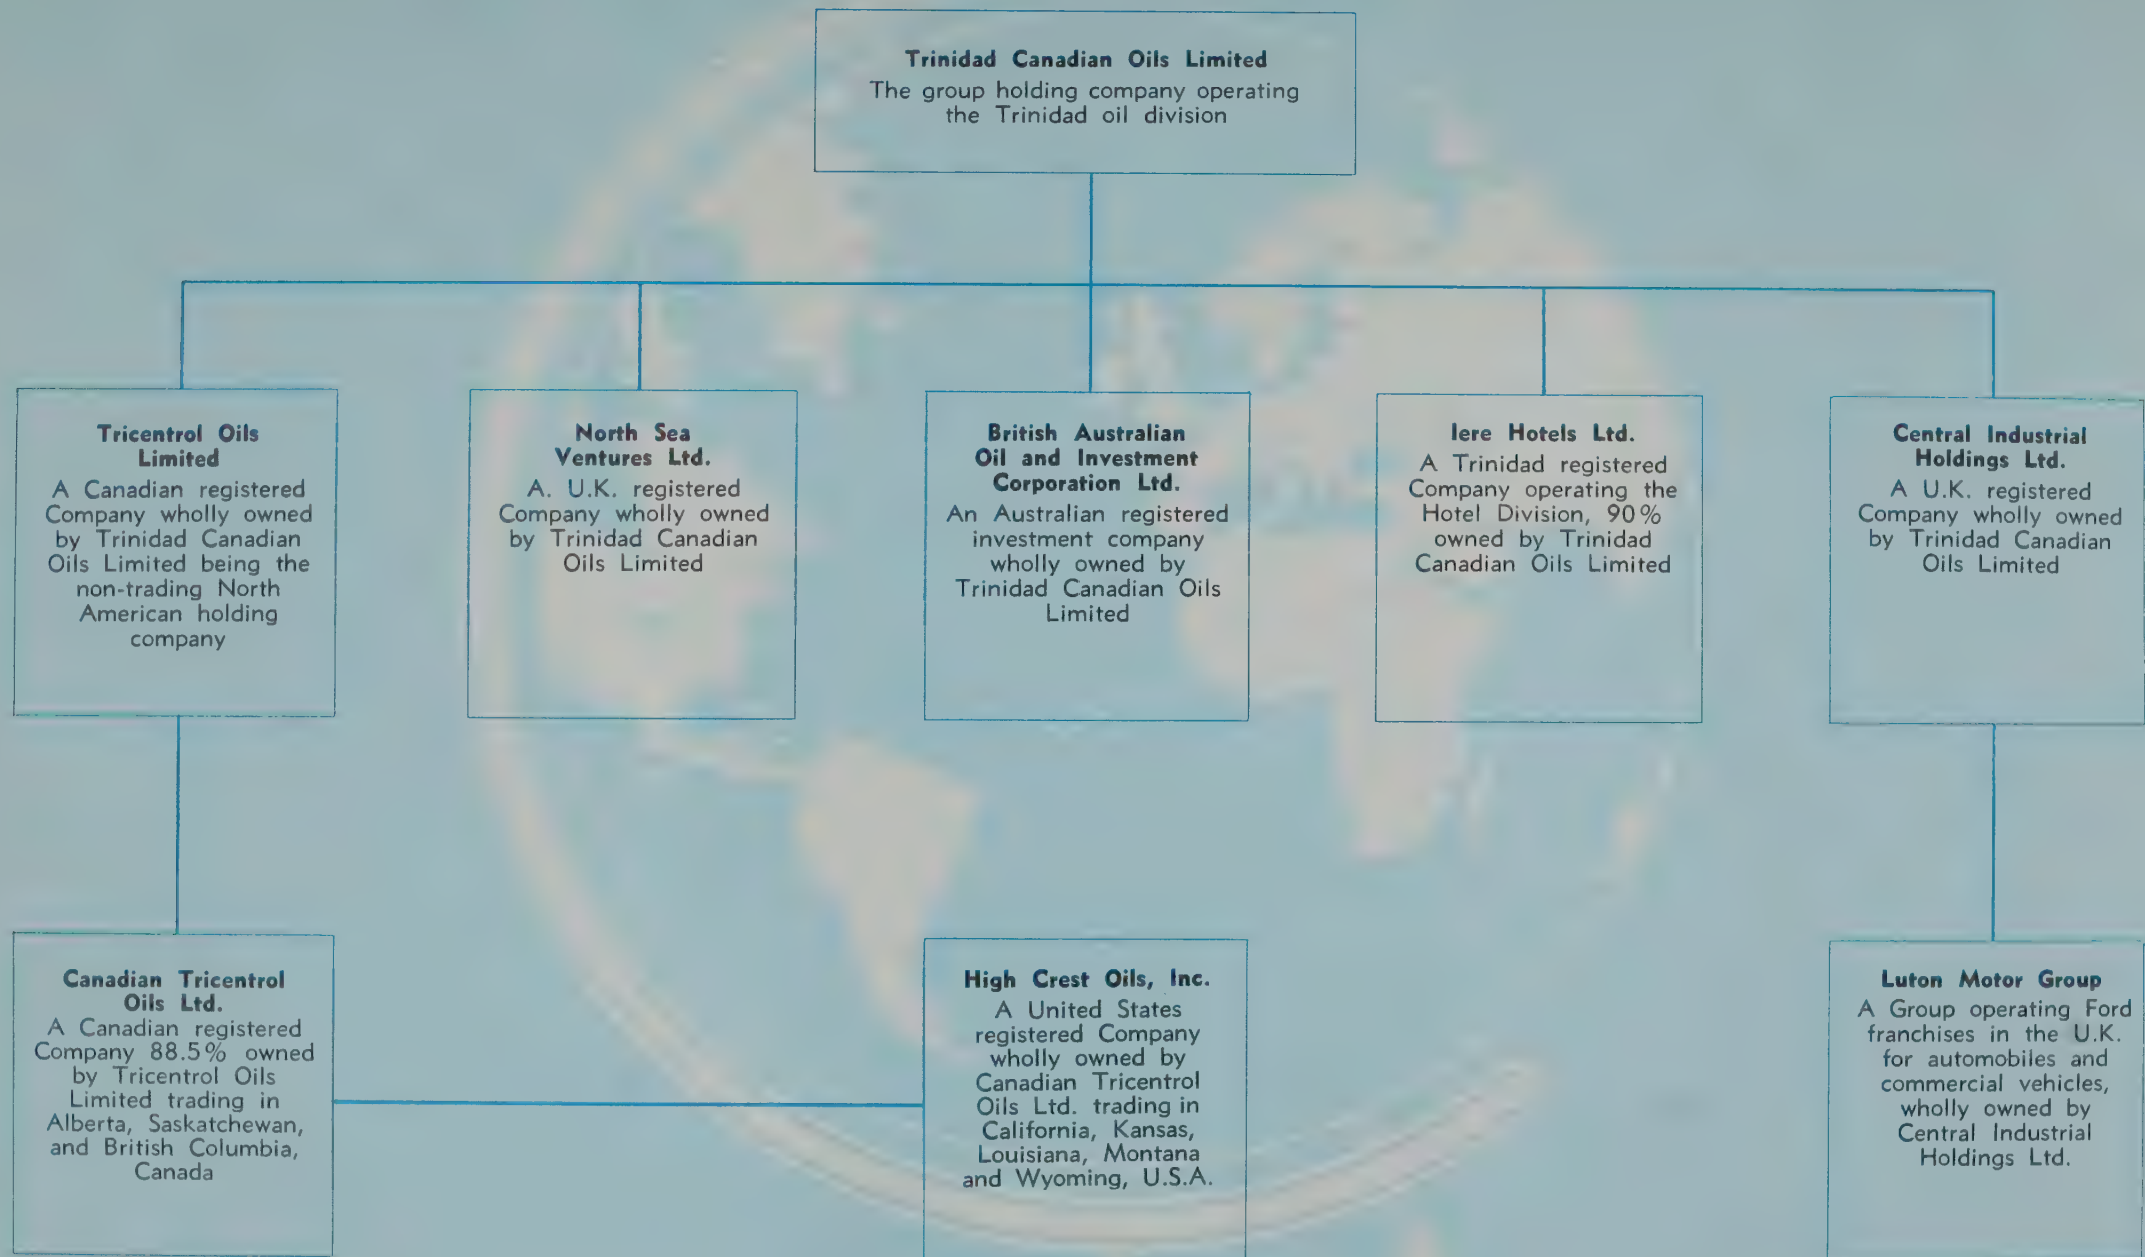 Trinidad Canadian Oils Limited
The group holding company operating
the Trinidad oil division
Tricentrol Oils
Limited
A Canadian registered
Company wholly owned
by Trinidad Canadian
Oils Limited being the
non-trading North
American holding
company
North Sea
Ventures Ltd.
A. U.K. registered
Company wholly owned
by Trinidad Canadian
Oils Limited
British Australian
Oil and Investment
Corporation Ltd.
An Australian registered
investment company
wholly owned by
Trinidad Canadian Oils
Limited
Iere Hotels Ltd.
A Trinidad registered
Company operating the
Hotel Division, 90%
owned by Trinidad
Canadian Oils Limited
Central Industrial
Holdings Ltd.
A U.K. registered
Company wholly owned
by Trinidad Canadian
Oils Limited
Canadian Tricentrol
Oils Ltd.
A Canadian registered
Company 88.5% owned
by Tricentrol Oils
Limited trading in
Alberta, Saskatchewan,
and British Columbia,
Canada
High Crest Oils, Inc.
A United States
registered Company
wholly owned by
Canadian Tricentrol
Oils Ltd. trading in
California, Kansas,
Louisiana, Montana
and Wyoming, U.S.A.
Luton Motor Group
A Group operating Ford
franchises in the U.K.
for automobiles and
commercial vehicles,
wholly owned by
Central Industrial
Holdings Ltd.